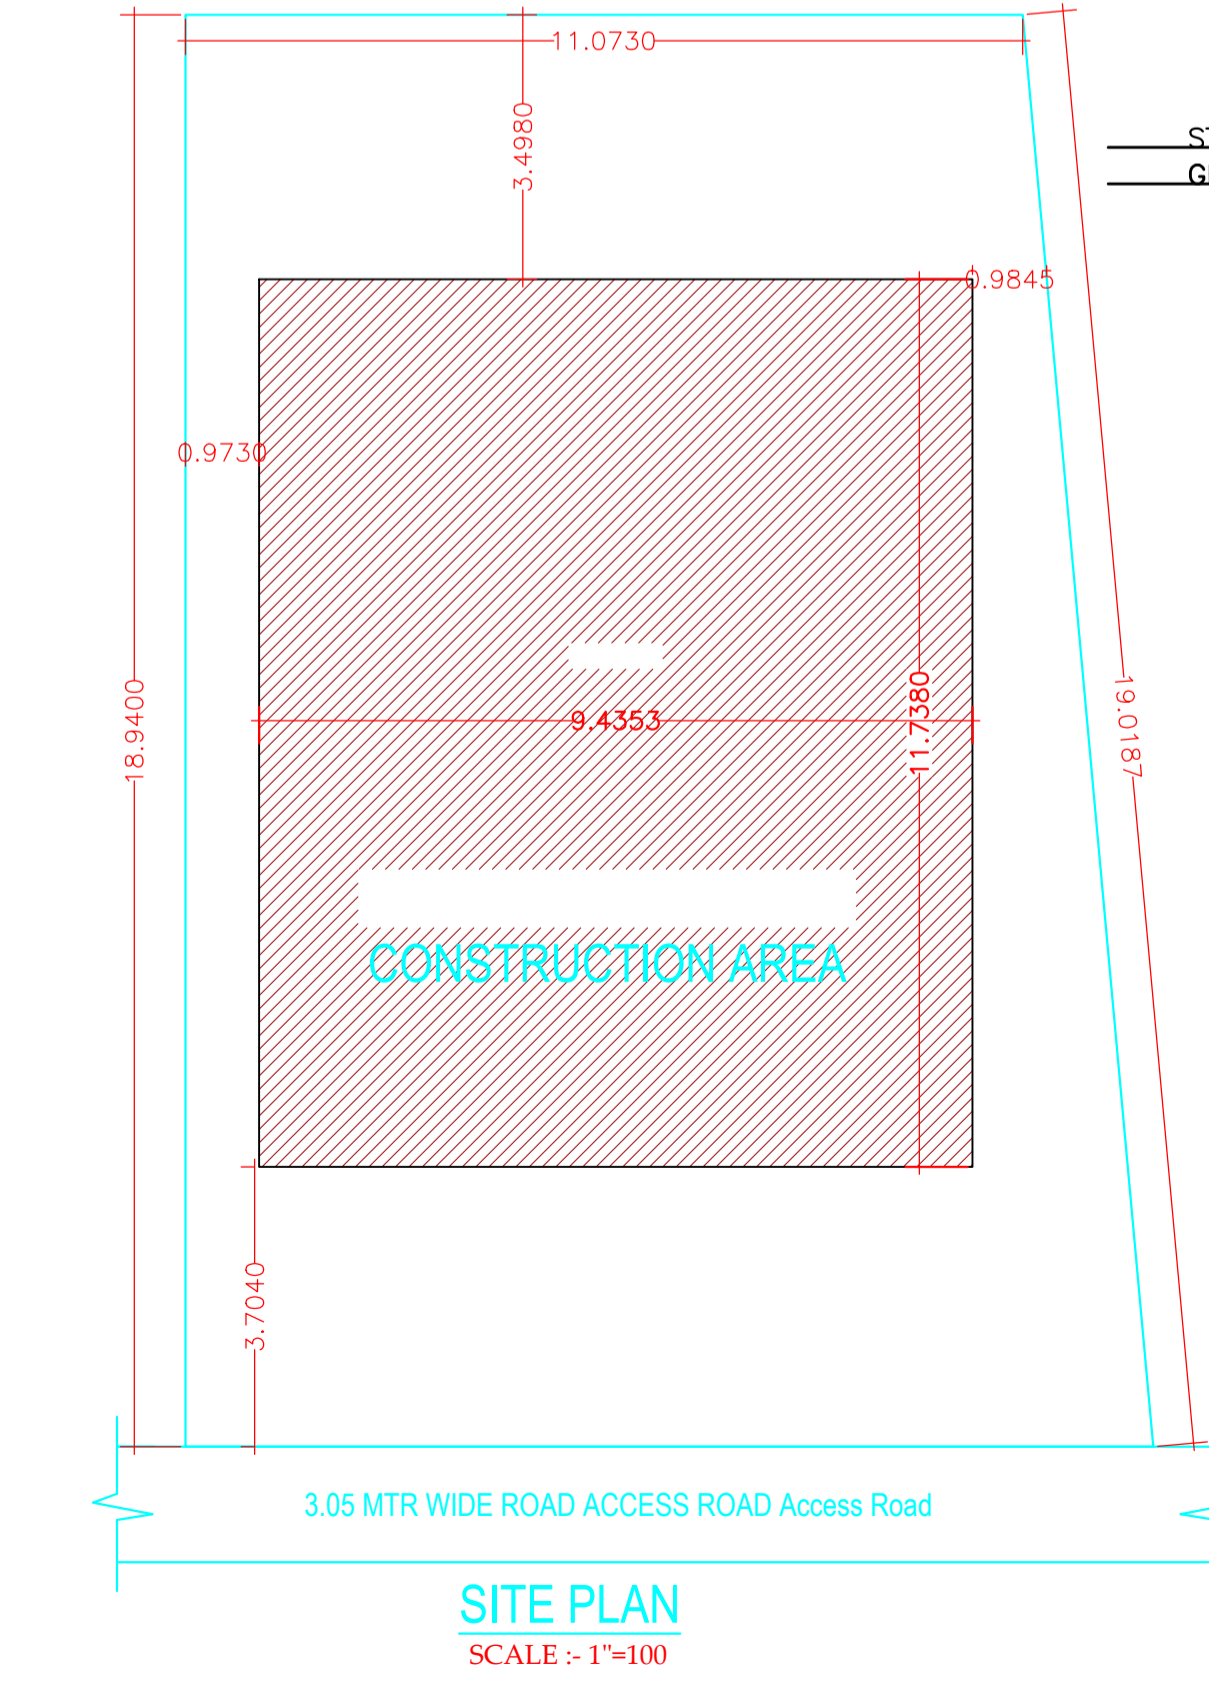 11.0730
3.4980
0.9845
0.9730
18.9400
9.4353
11.7380
19.0187
CONSTRUCTION AREA
3.7040
3.05 MTR WIDE ROAD ACCESS ROAD Access Road
SITE PLAN
SCALE :- 1"=100